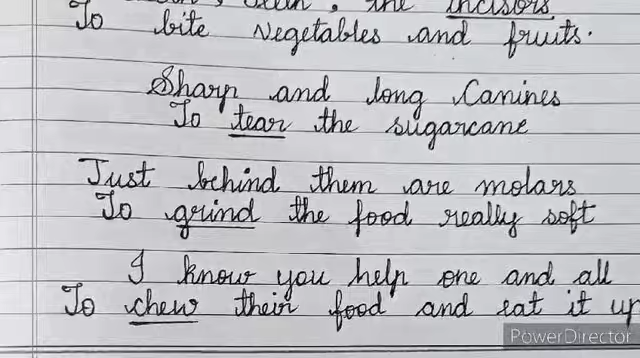 the incisors
To bite vegetables and fruits.
Sharp and long Canines
To tear the sugarcane
Just behind them are molars
To grind the food really soft
I know you help one and all
To chew their food and eat it up
PowerDirector